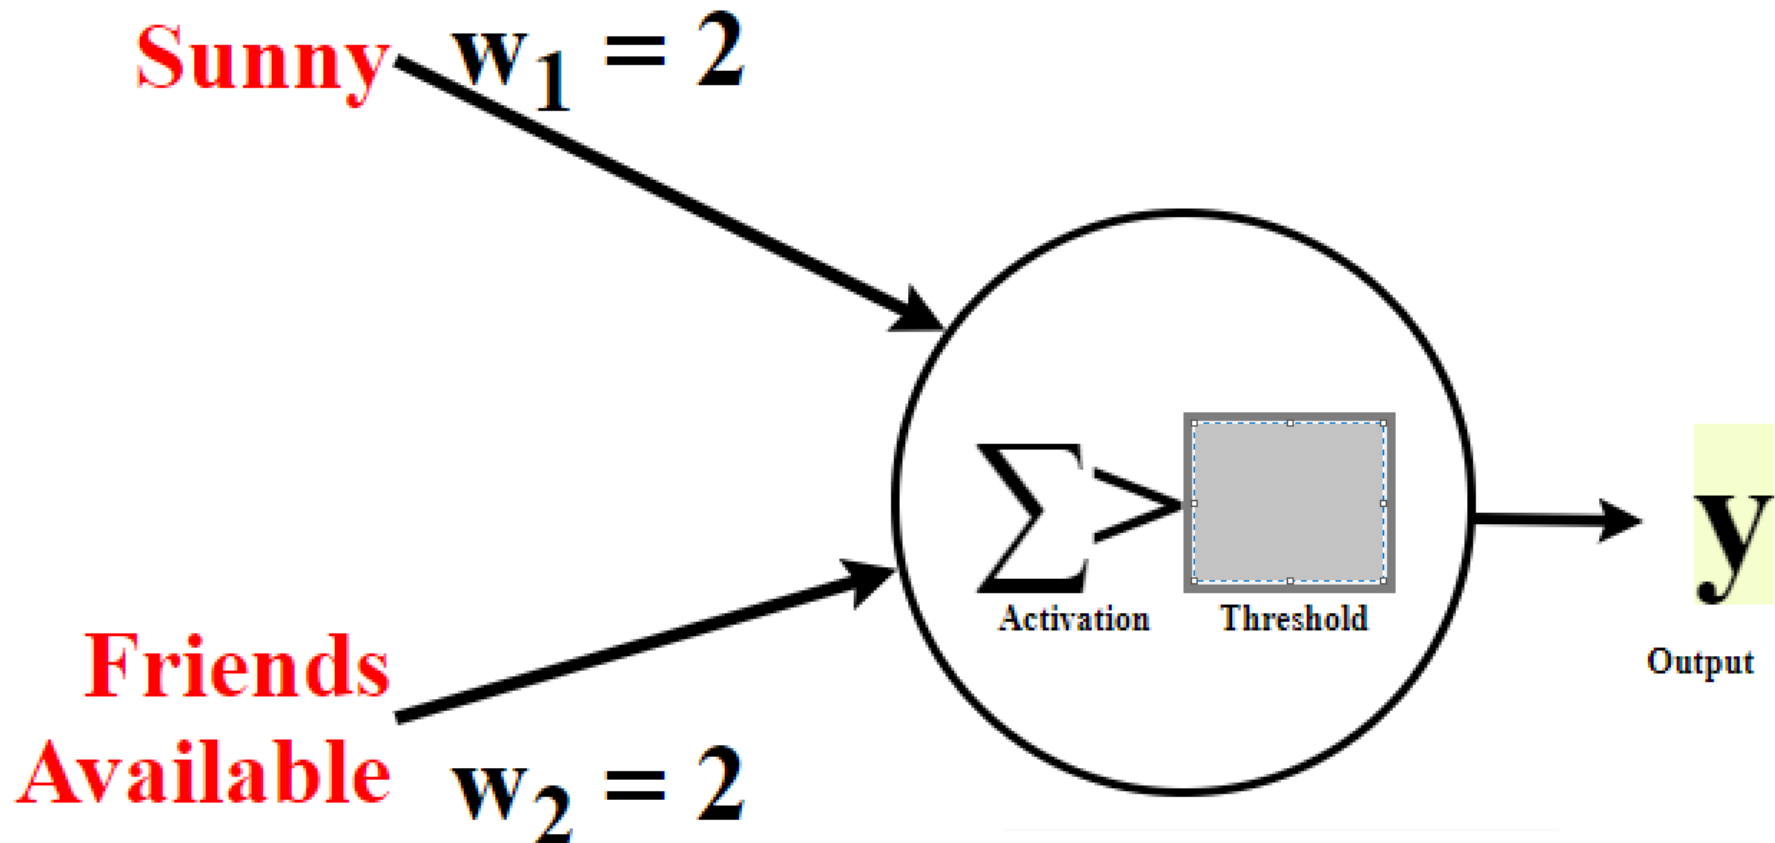 Sunny
w1 = 2
∑ >
Activation Threshold
y
Output
Friends
Available
w2 = 2